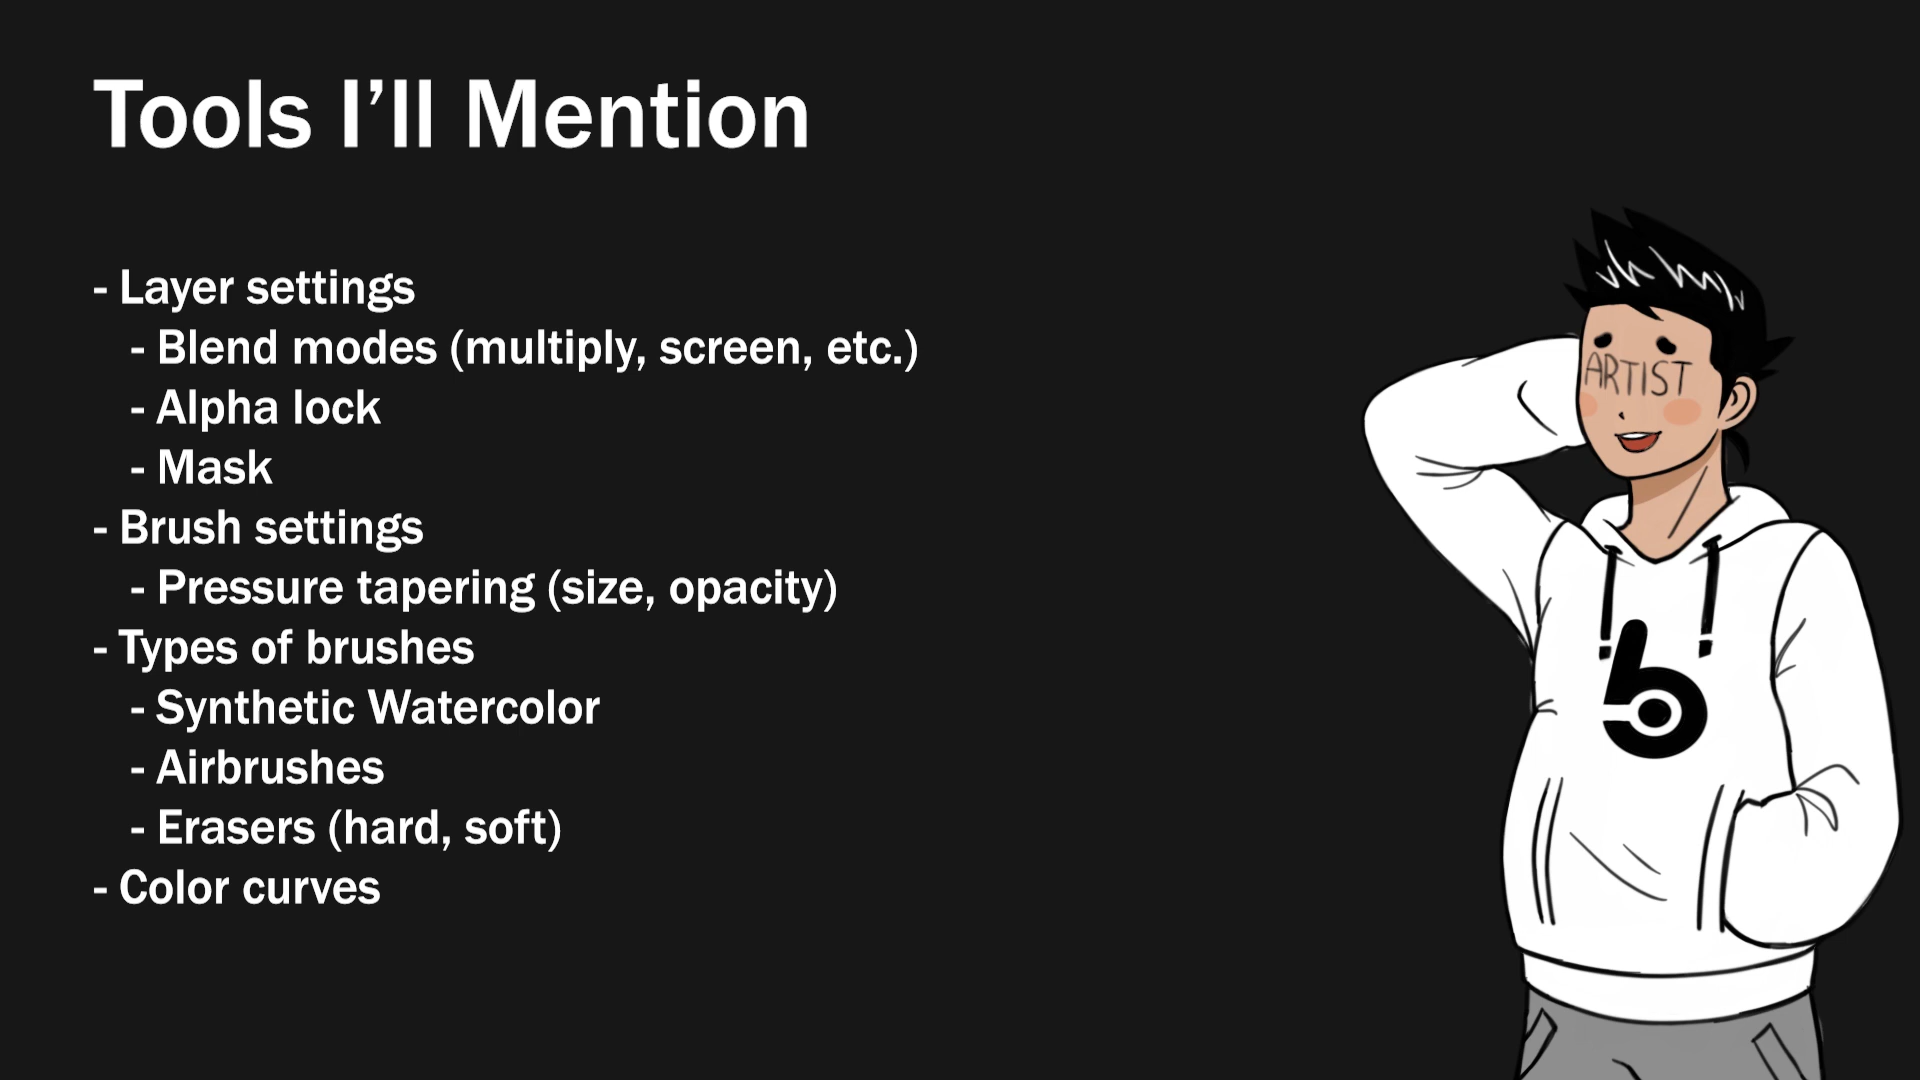 Tools I’ll Mention
- Layer settings
- Blend modes (multiply, screen, etc.)
- Alpha lock
- Mask
- Brush settings
- Pressure tapering (size, opacity)
- Types of brushes
- Synthetic Watercolor
- Airbrushes
- Erasers (hard, soft)
- Color curves
ARTIST
b